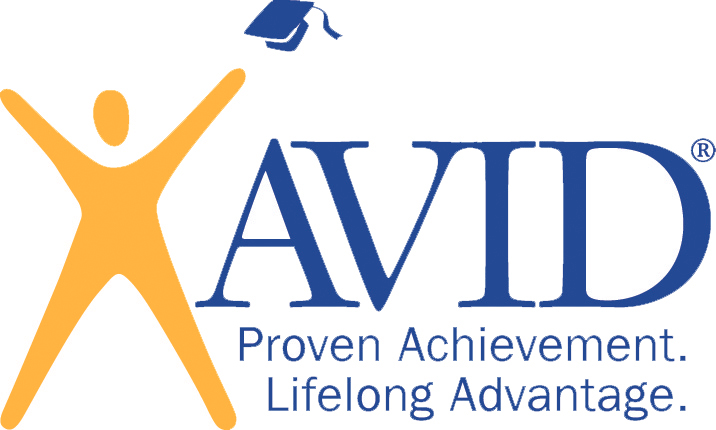 AVID®
Proven Achievement.
Lifelong Advantage.